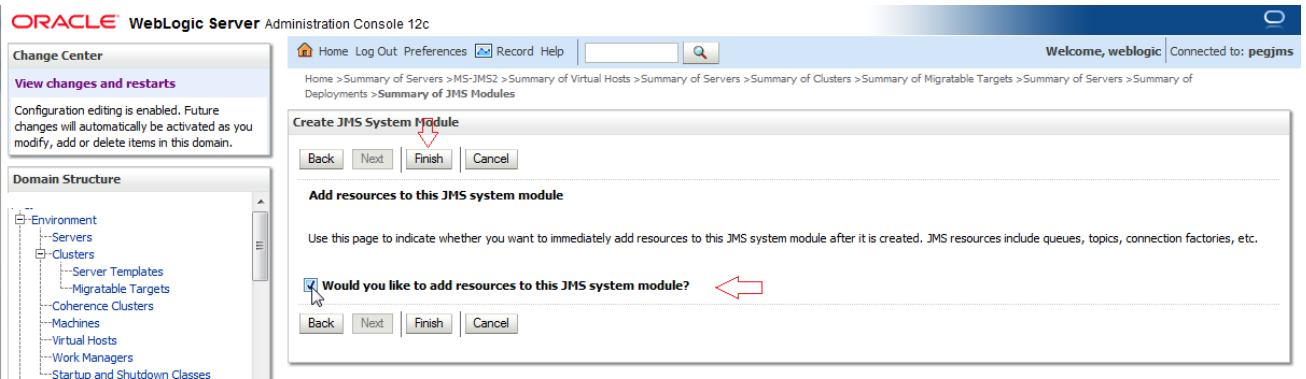 ORACLE WebLogic Server Administration Console 12c
Change Center
View changes and restarts
Configuration editing is enabled. Future
changes will automatically be activated as you
modify, add or delete items in this domain.
Domain Structure
Environment
Servers
Clusters
Server Templates
Migratable Targets
Coherence Clusters
Machines
Virtual Hosts
Work Managers
Startup and Shutdown Classes
Home Log Out Preferences Record Help
Welcome, weblogic Connected to: pegjms
Home >Summary of Servers >MS-JMS2 >Summary of Virtual Hosts >Summary of Servers >Summary of Clusters >Summary of Migratable Targets >Summary of Servers >Summary of
Deployments >Summary of JMS Modules
Create JMS System Module
Back Next Finish Cancel
Add resources to this JMS system module
Use this page to indicate whether you want to immediately add resources to this JMS system module after it is created. JMS resources include queues, topics, connection factories, etc.
Would you like to add resources to this JMS system module?
Back Next Finish Cancel